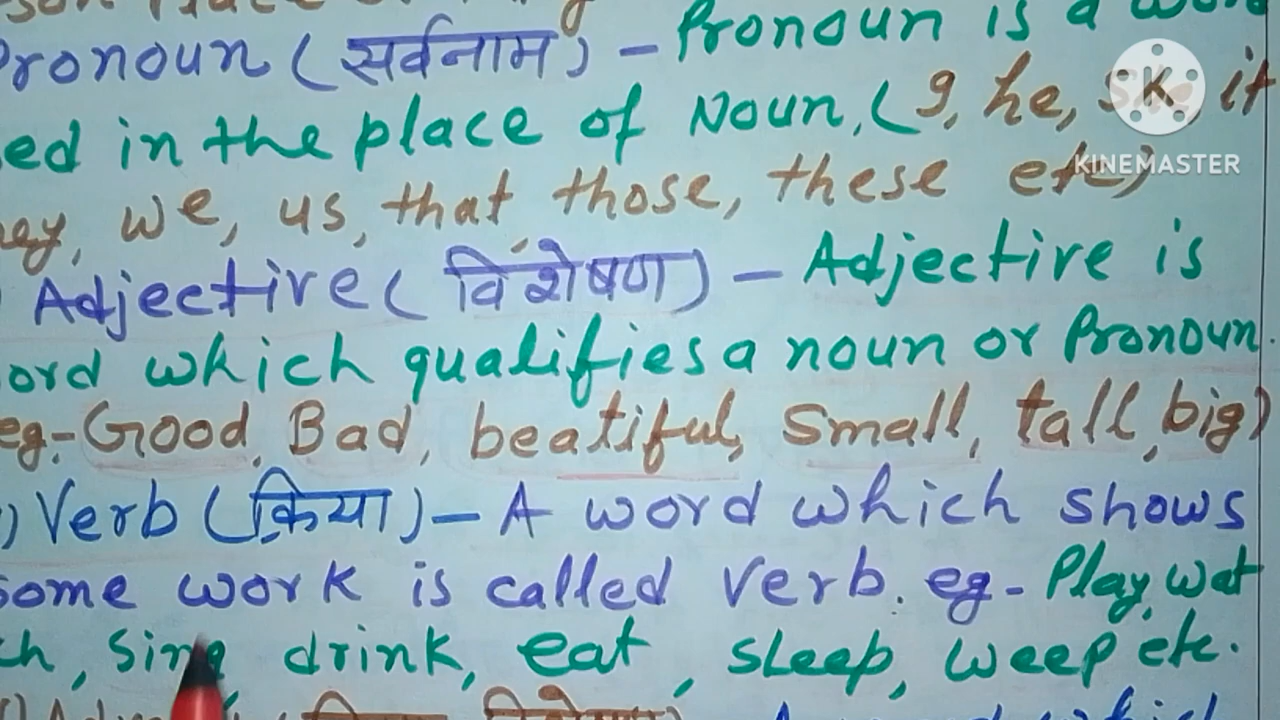 Pronoun (सर्वनाम) - Pronoun is a
ed in the place of Noun, (I, he, it
hey, we, us, that those, these etc)
Adjective (विशेषण) - Adjective is
ord which qualifies a noun or Pronoun.
eg- Good, Bad, beatiful, Small, tall, big)
) Verb (क्रिया) - A word which shows
some work is called Verb. eg- Play, wat
ch, Sing drink, eat, sleep, weep etc.
K
KINEMASTER